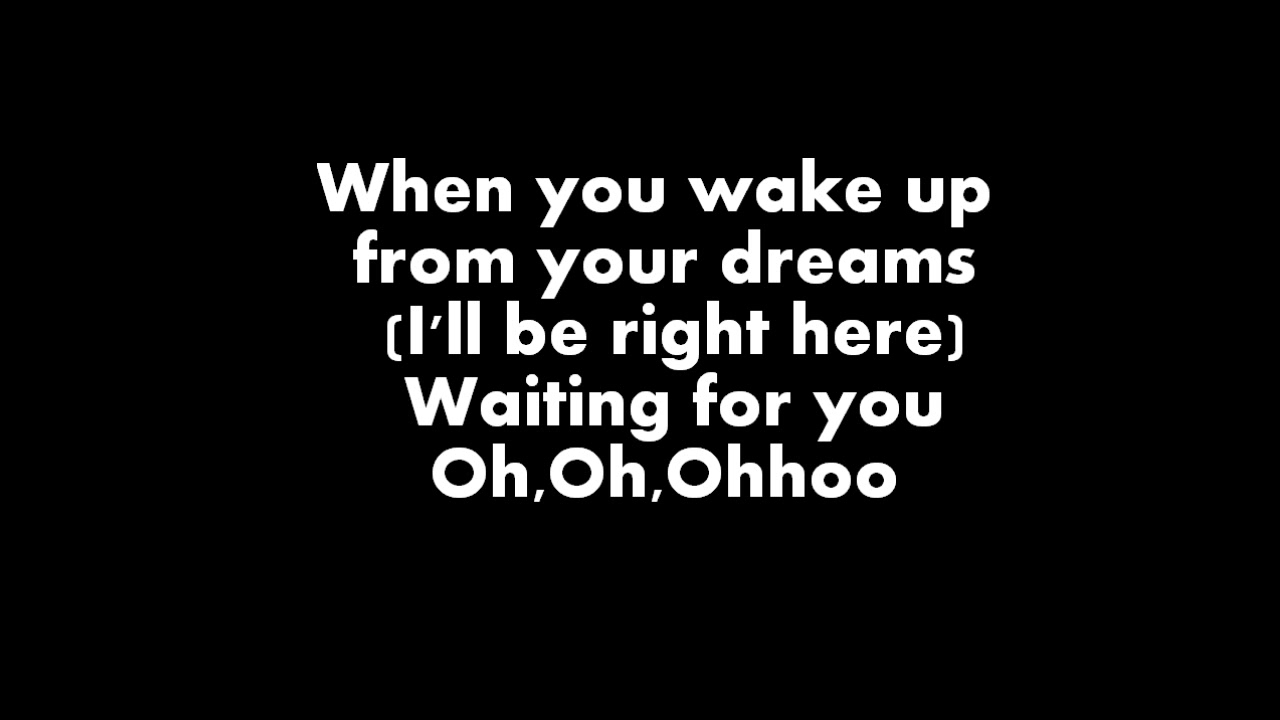 When you wake up
from your dreams
(I'll be right here)
Waiting for you
Oh,Oh,Ohhoo